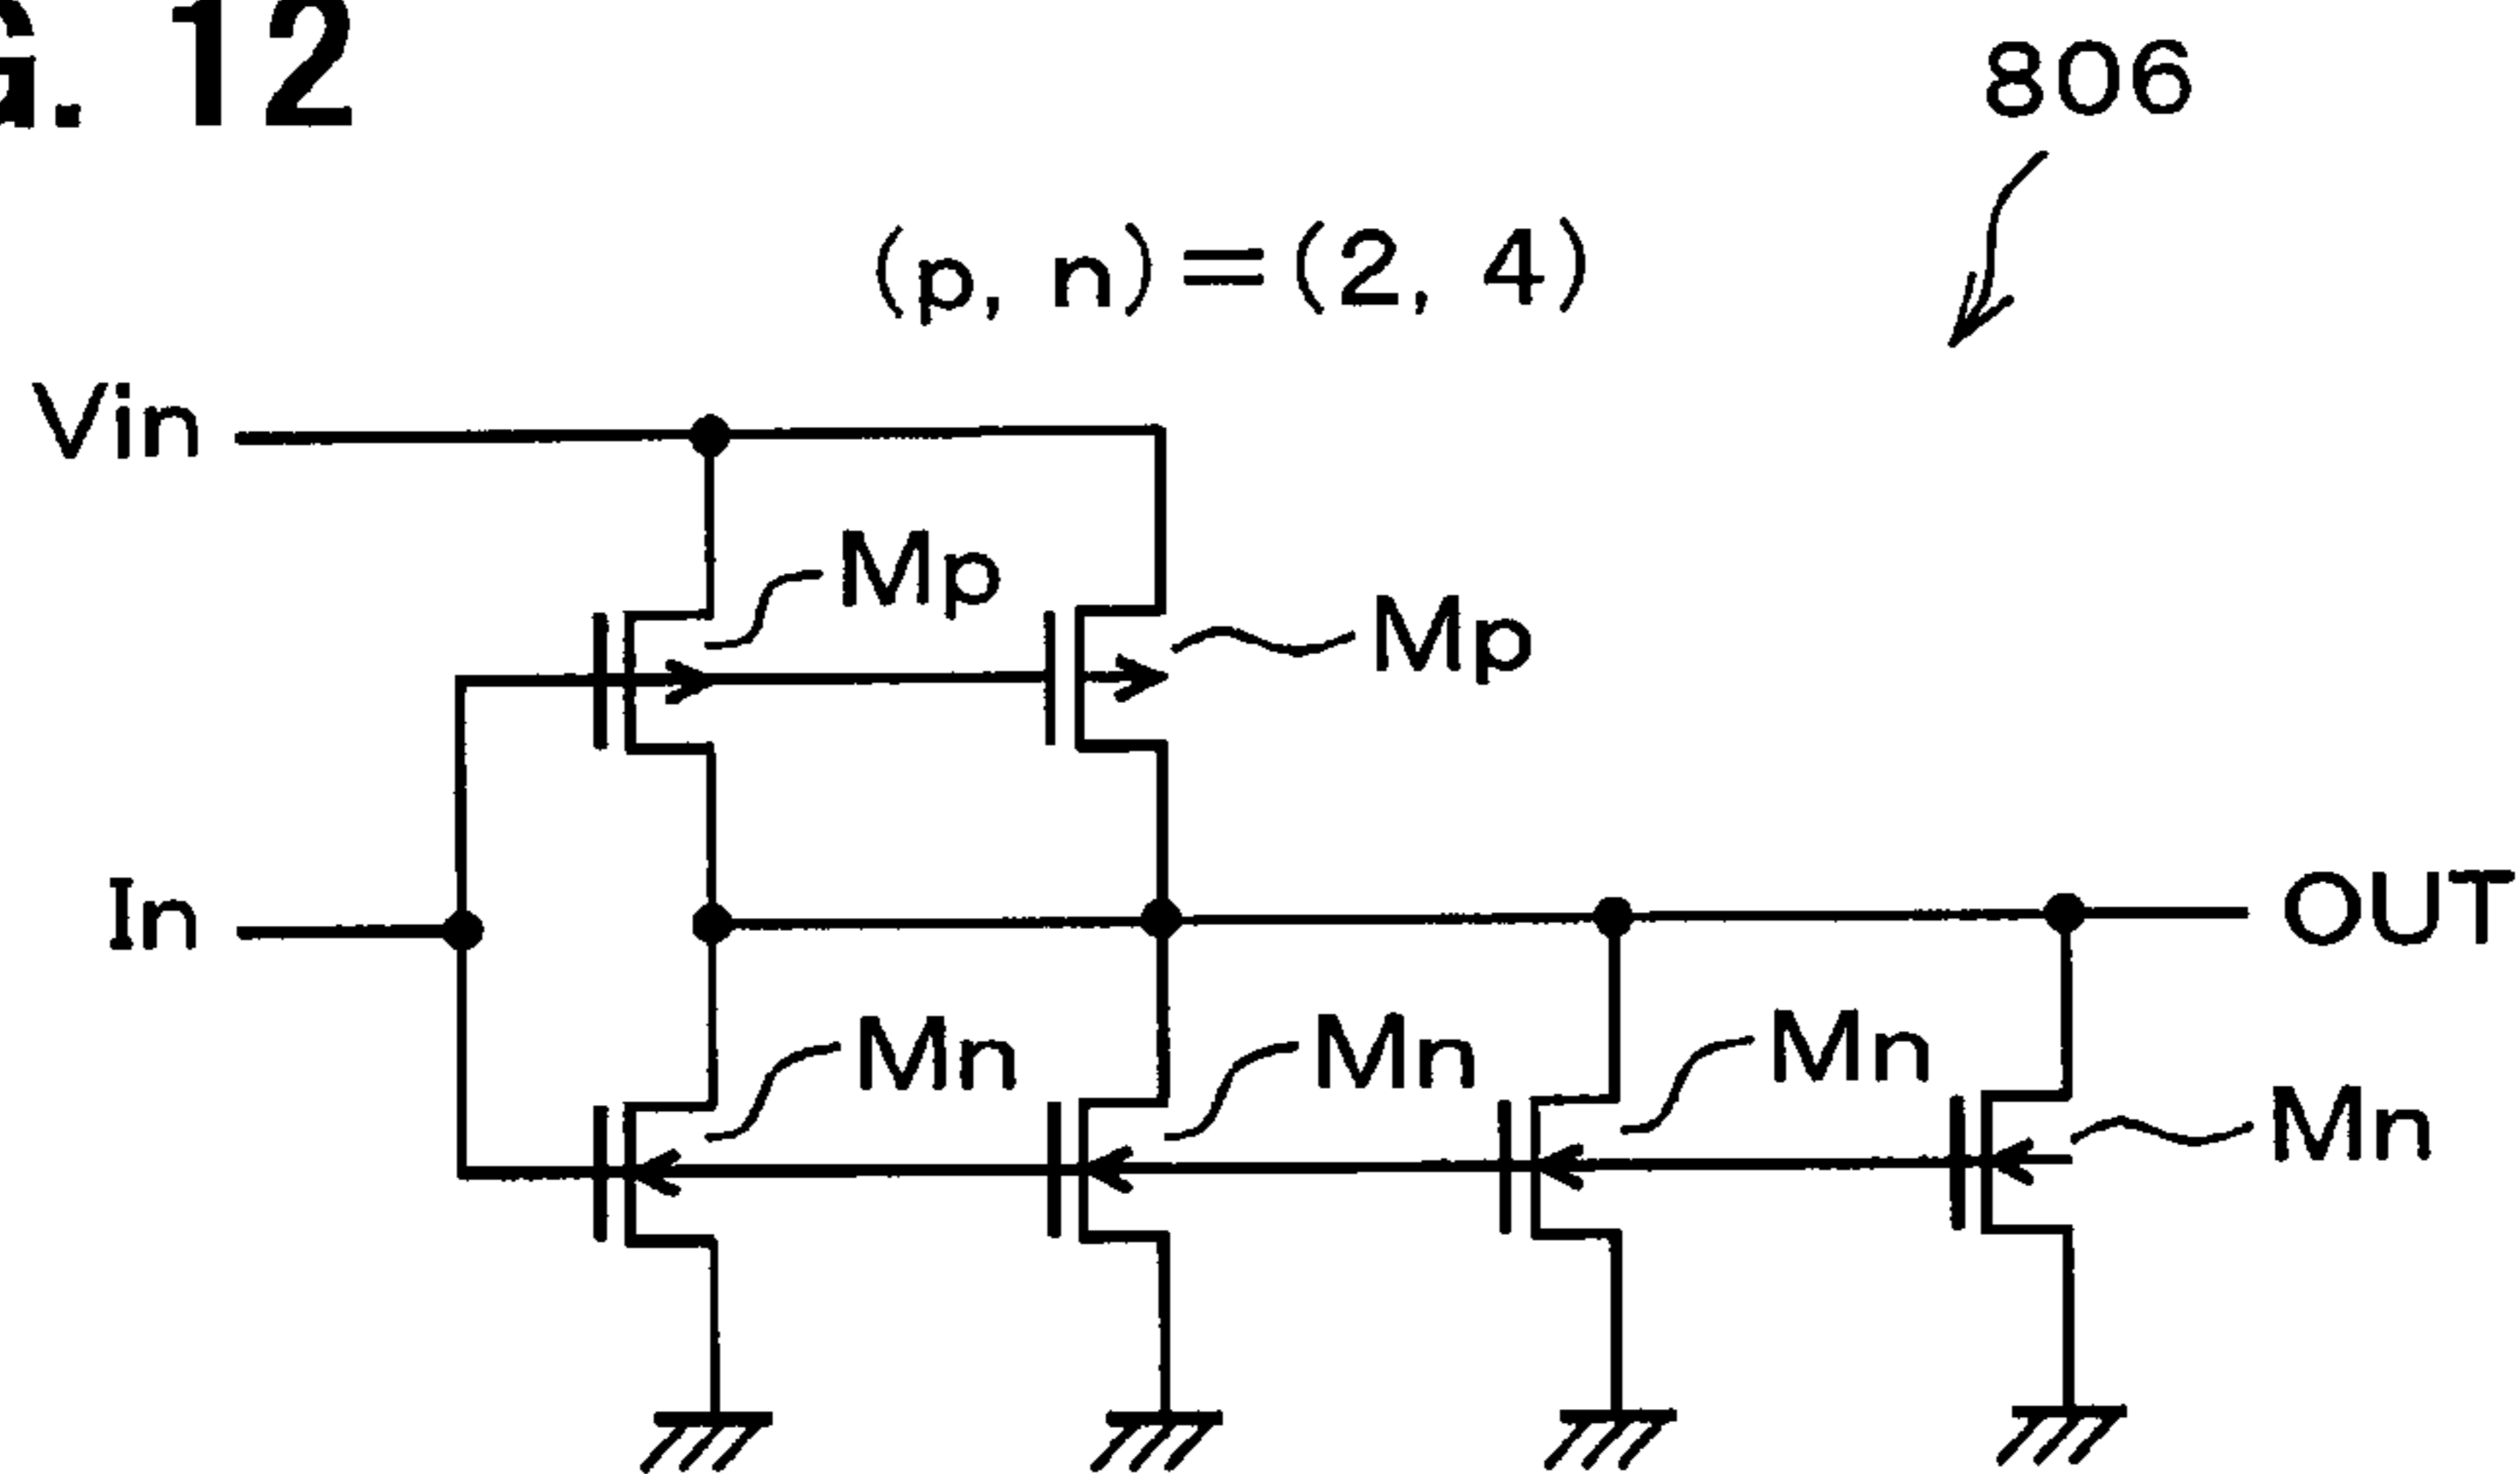 G. 12
806
(p, n)=(2, 4)
Vin
Mp
Mp
In
OUT
Mn
Mn
Mn
Mn